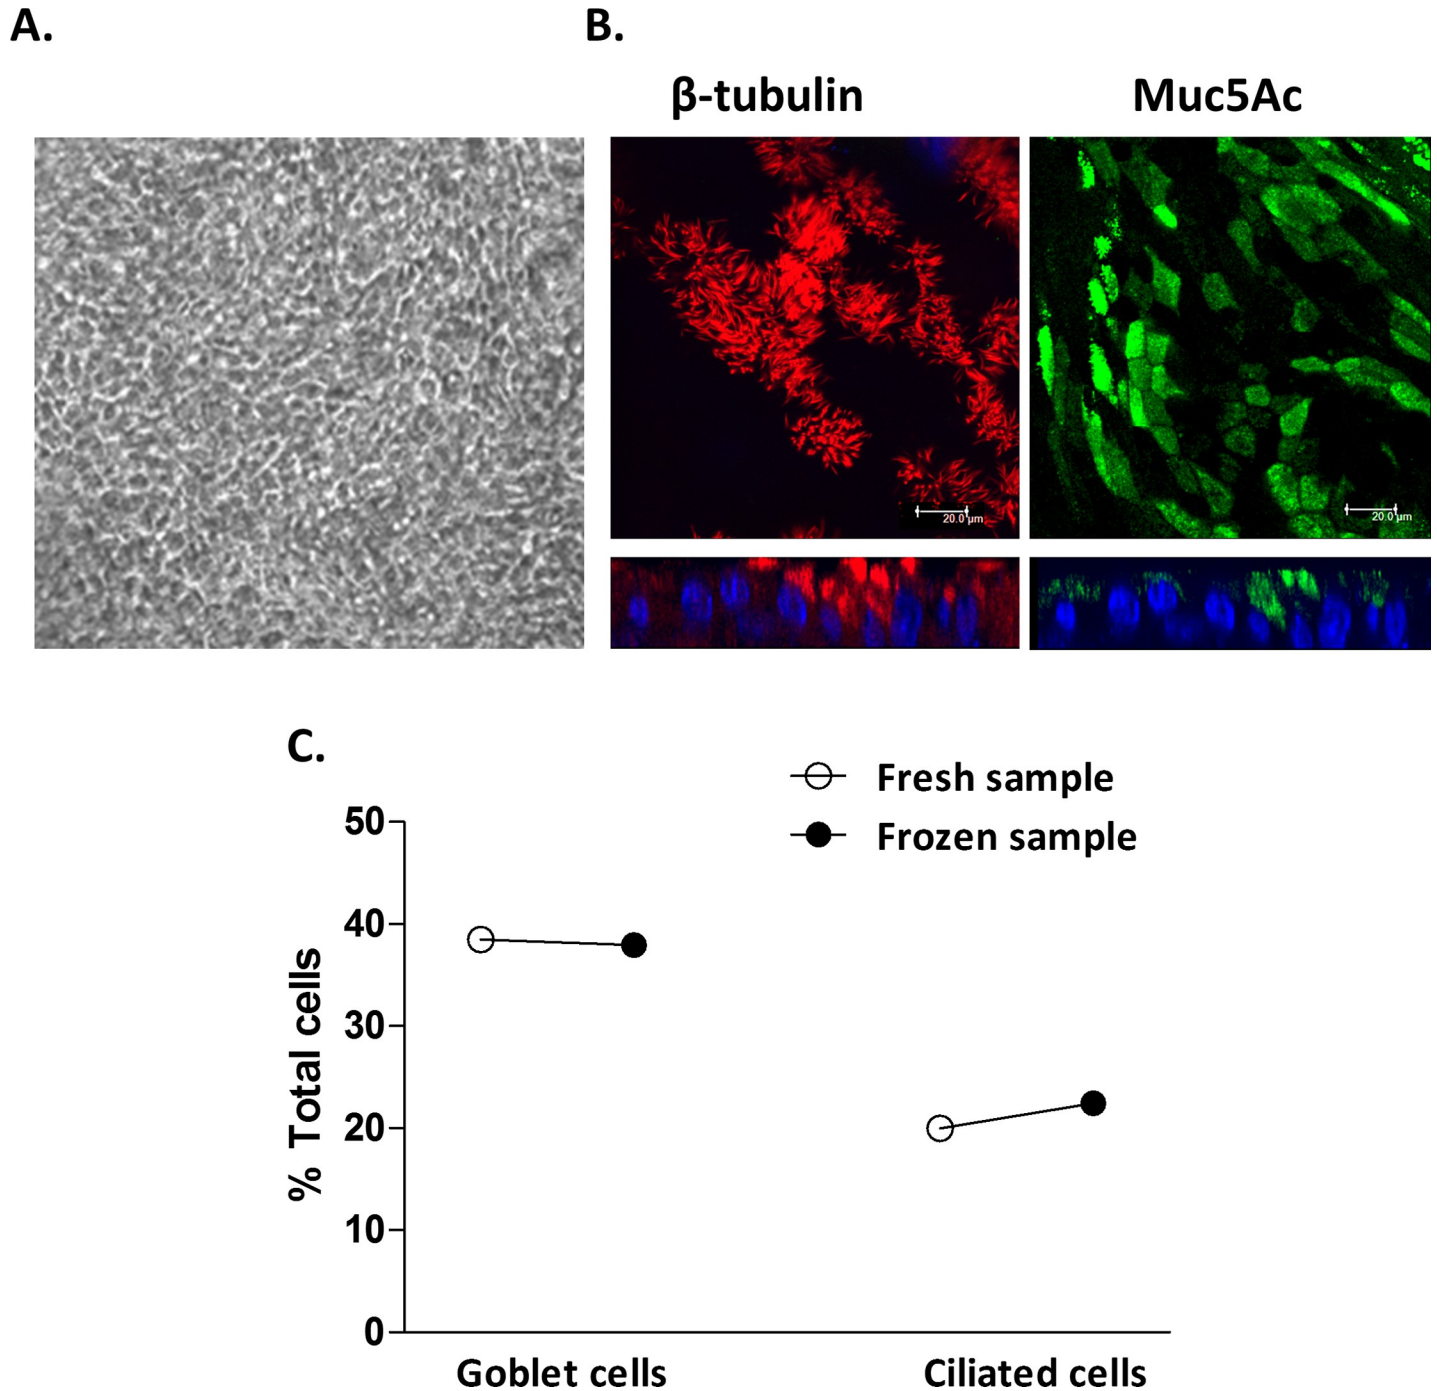 A.
B.
β-tubulin
Muc5Ac
20.0 µm
20.0 µm
C.
Fresh sample
Frozen sample
50
40
30
20
10
0
% Total cells
Goblet cells
Ciliated cells